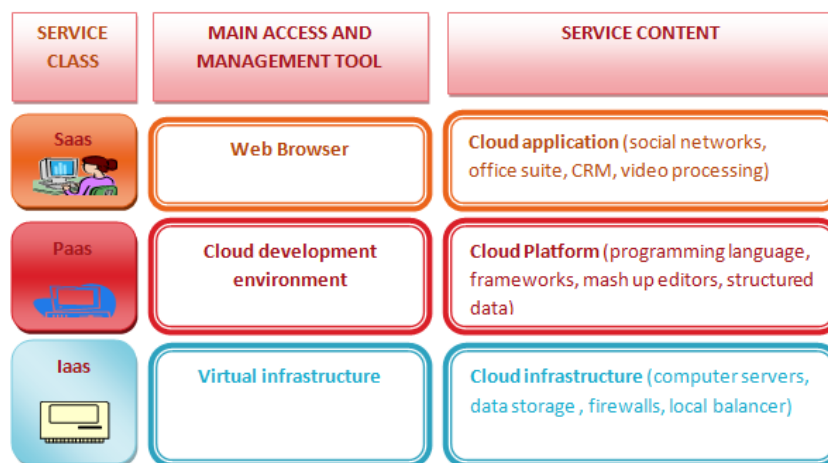 SERVICE
CLASS
MAIN ACCESS AND
MANAGEMENT TOOL
SERVICE CONTENT
Saas
Web Browser
Cloud application (social networks,
office suite, CRM, video processing)
Paas
Cloud development
environment
Cloud Platform (programming language,
frameworks, mash up editors, structured
data)
Iaas
Virtual infrastructure
Cloud infrastructure (computer servers,
data storage , firewalls, local balancer)